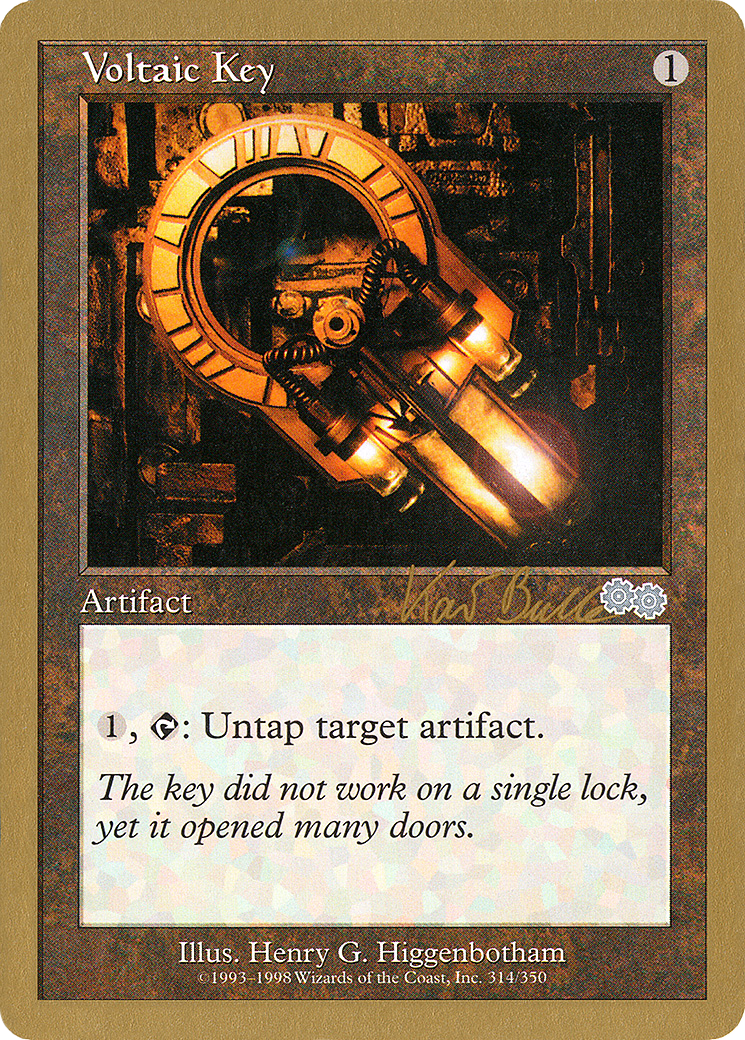 Voltaic Key 1
Artifact
1, : Untap target artifact.
The key did not work on a single lock,
yet it opened many doors.
Illus. Henry G. Higgenbotham
©1993–1998 Wizards of the Coast, Inc. 314/350